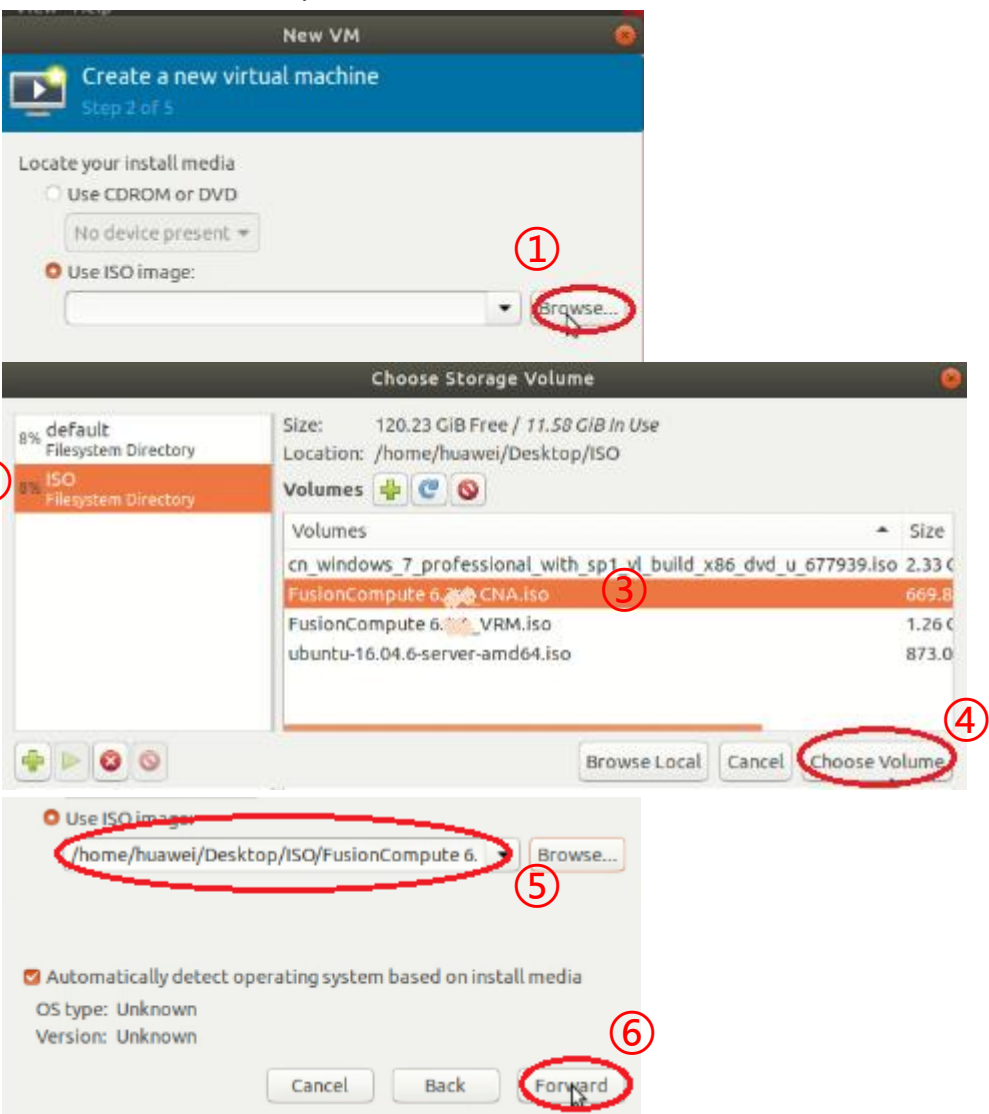 New VM
Create a new virtual machine
Step 2 of 5
Locate your install media
Use CDROM or DVD
No device present
Use ISO image:
①
Browse...
Choose Storage Volume
8% default
Filesystem Directory
8% ISO
Filesystem Directory
Size: 120.23 GiB Free / 11.58 GiB In Use
Location: /home/huawei/Desktop/ISO
Volumes
Volumes Size
cn_windows_7_professional_with_sp1_vl_build_x86_dvd_u_677939.iso 2.33
FusionCompute 6. CNA.iso ③ 669.8
FusionCompute 6. _VRM.iso 1.26
ubuntu-16.04.6-server-amd64.iso 873.0
④
Browse Local Cancel Choose Volume
Use ISO image:
/home/huawei/Desktop/ISO/FusionCompute 6. Browse...
⑤
Automatically detect operating system based on install media
OS type: Unknown
Version: Unknown
⑥
Cancel Back Forward